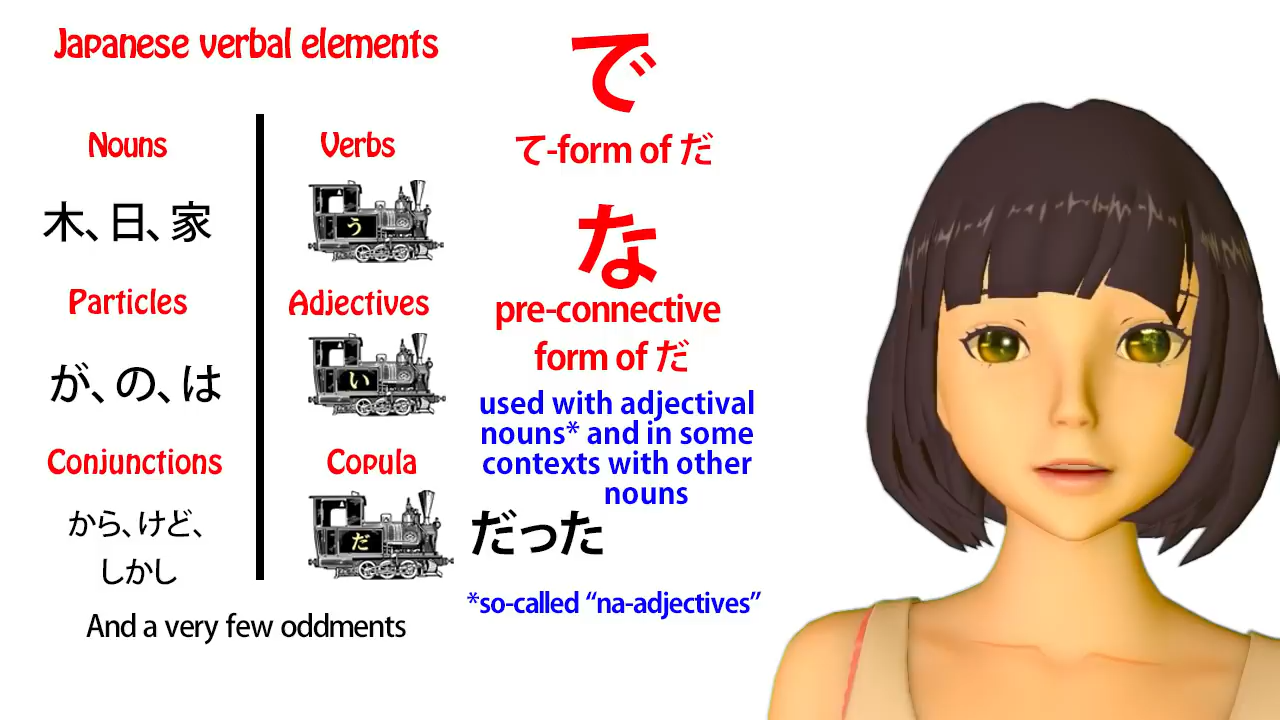 Japanese verbal elements
Nouns
木、日、家
Particles
が、の、は
Conjunctions
から、けど、
しかし
And a very few oddments
Verbs
う
Adjectives
い
Copula
だ
だった
で
て-form of だ
な
pre-connective
form of だ
used with adjectival
nouns* and in some
contexts with other
nouns
*so-called “na-adjectives”